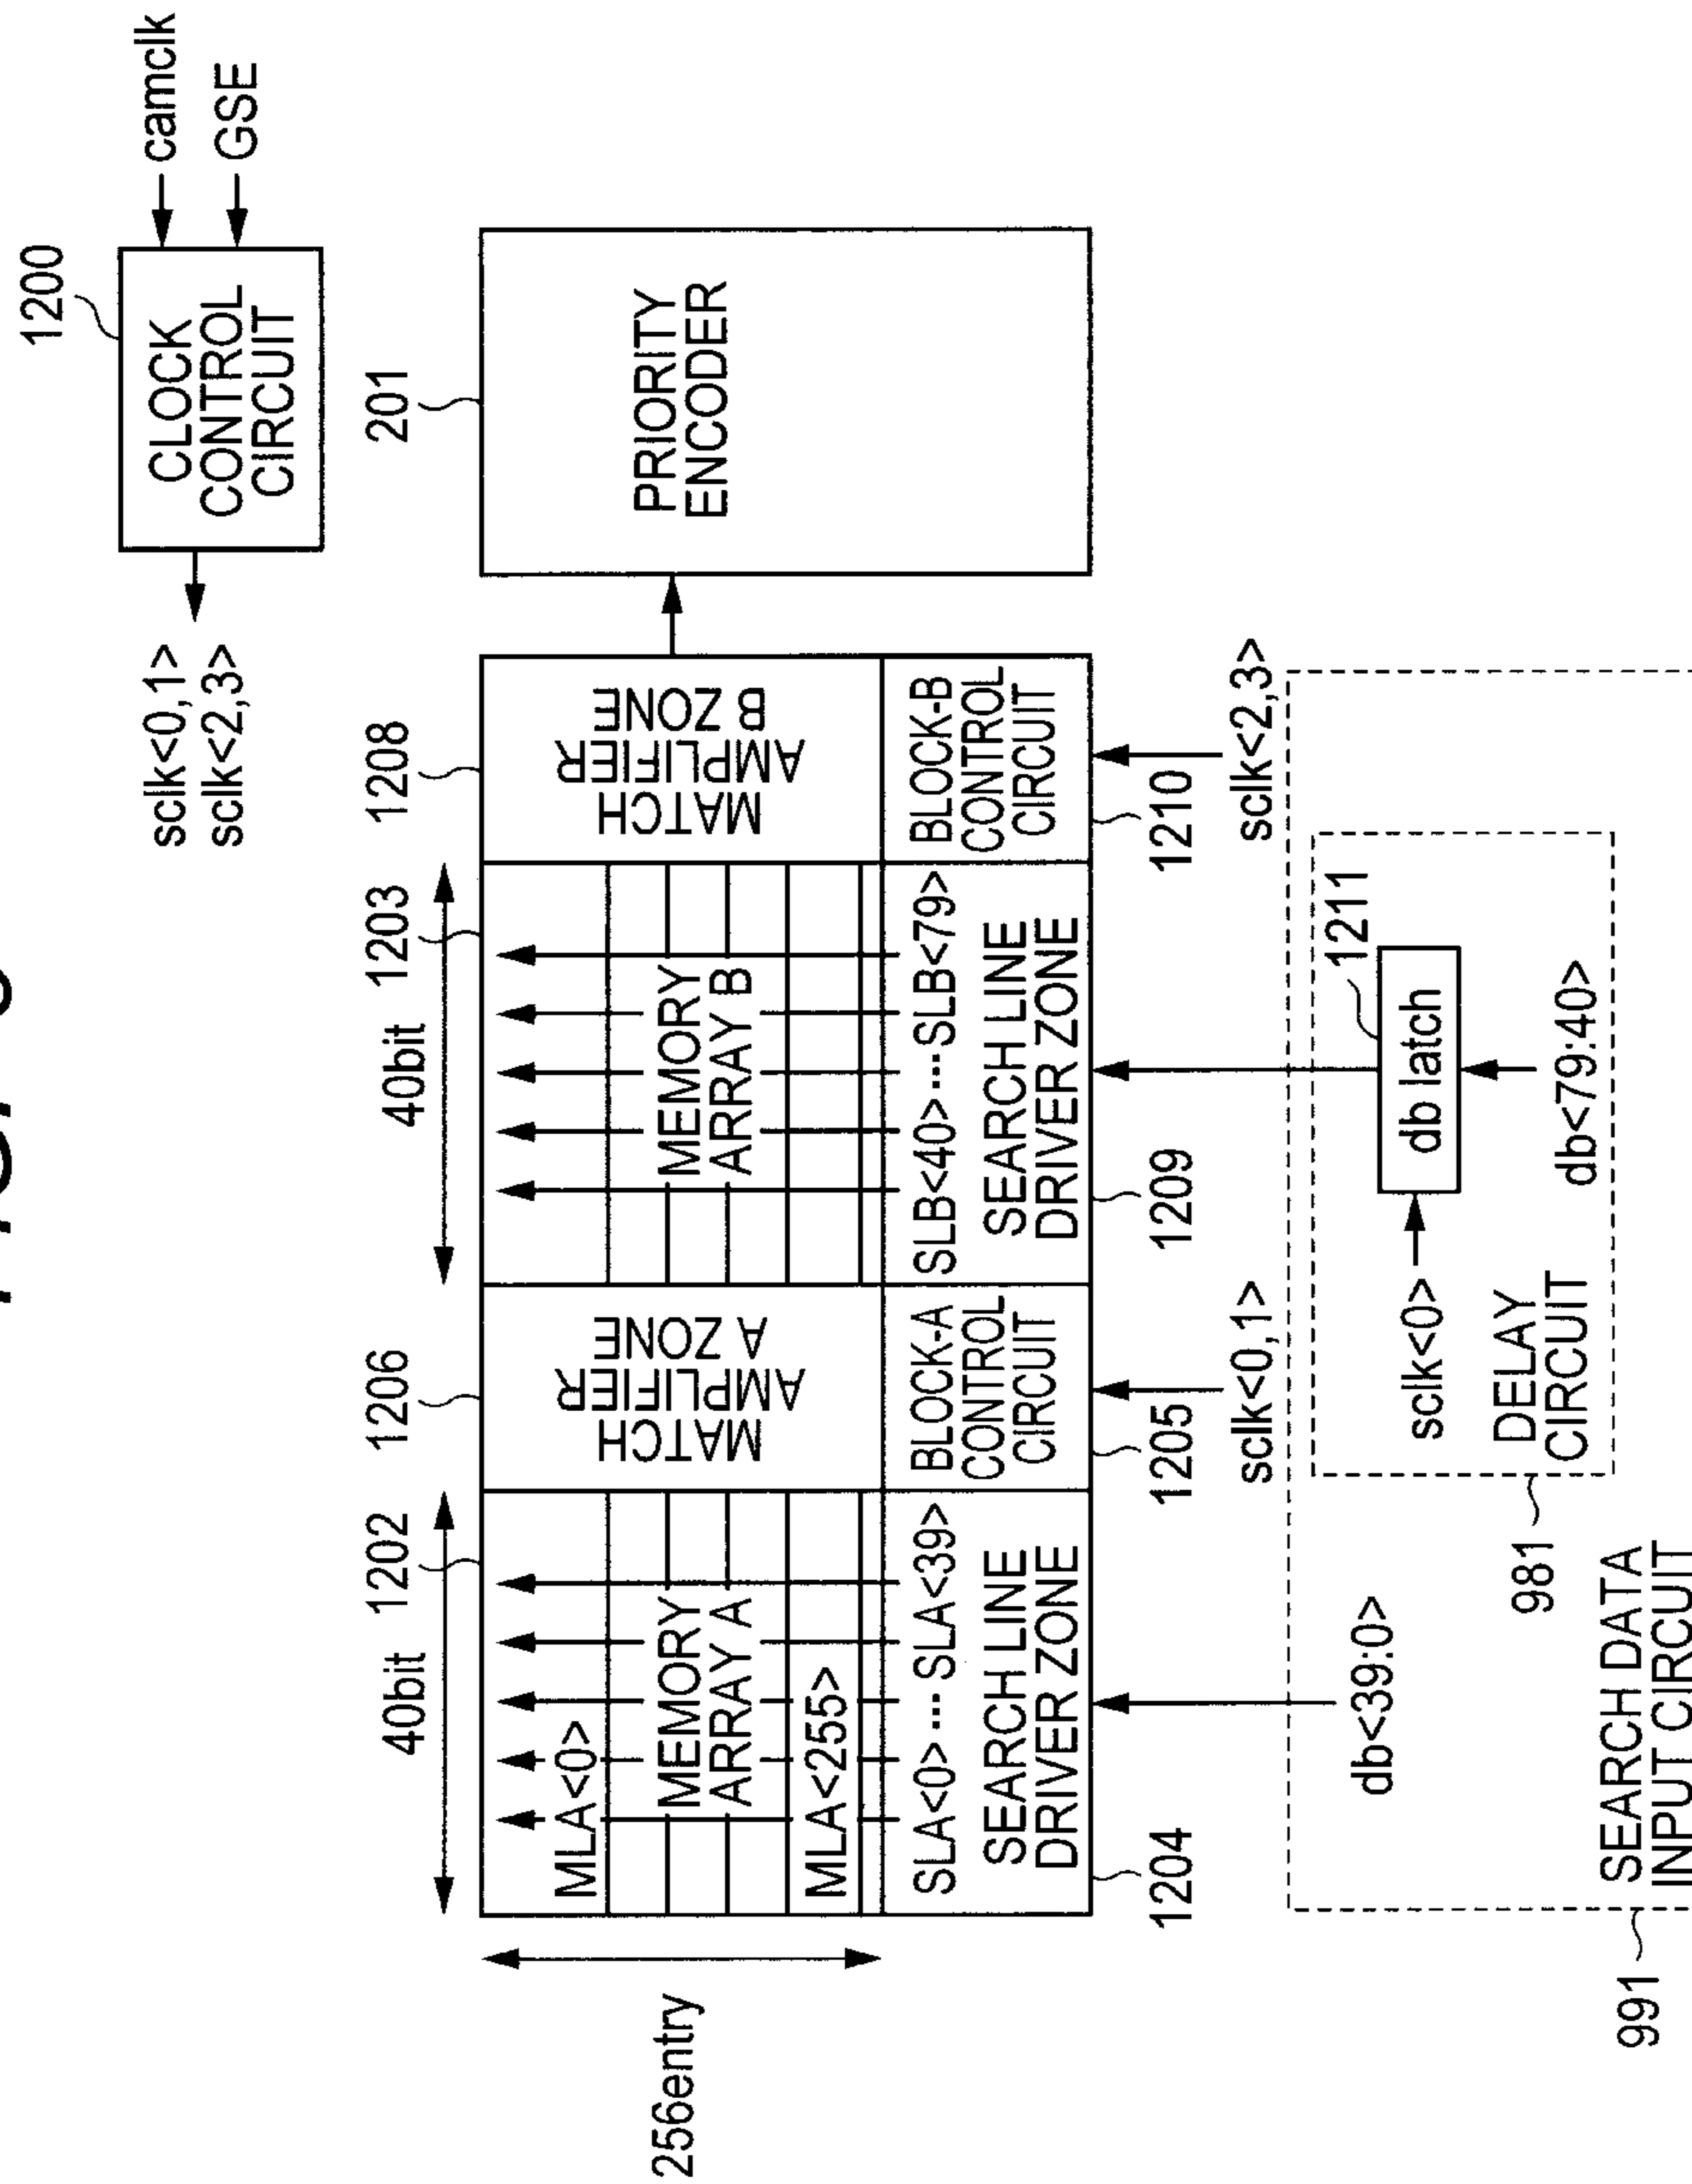 1200
CLOCK
CONTROL
CIRCUIT
camclk
GSE
sclk<0,1>
sclk<2,3>
201
PRIORITY
ENCODER
256entry
40bit
1202
MLA<0>
MEMORY
ARRAY A
MLA<255>
SLA<0> ... SLA<39>
SEARCH LINE
DRIVER ZONE
1204
1206
MATCH
AMPLIFIER
A ZONE
BLOCK-A
CONTROL
CIRCUIT
1205
sclk<0,1>
40bit
1203
MEMORY
ARRAY B
SLB<40> ... SLB<79>
SEARCH LINE
DRIVER ZONE
1209
1208
MATCH
AMPLIFIER
B ZONE
BLOCK-B
CONTROL
CIRCUIT
1210
sclk<2,3>
db<39:0>
1211
db latch
sclk<0>
db<79:40>
DELAY
CIRCUIT
981
SEARCH DATA
INPUT CIRCUIT
991